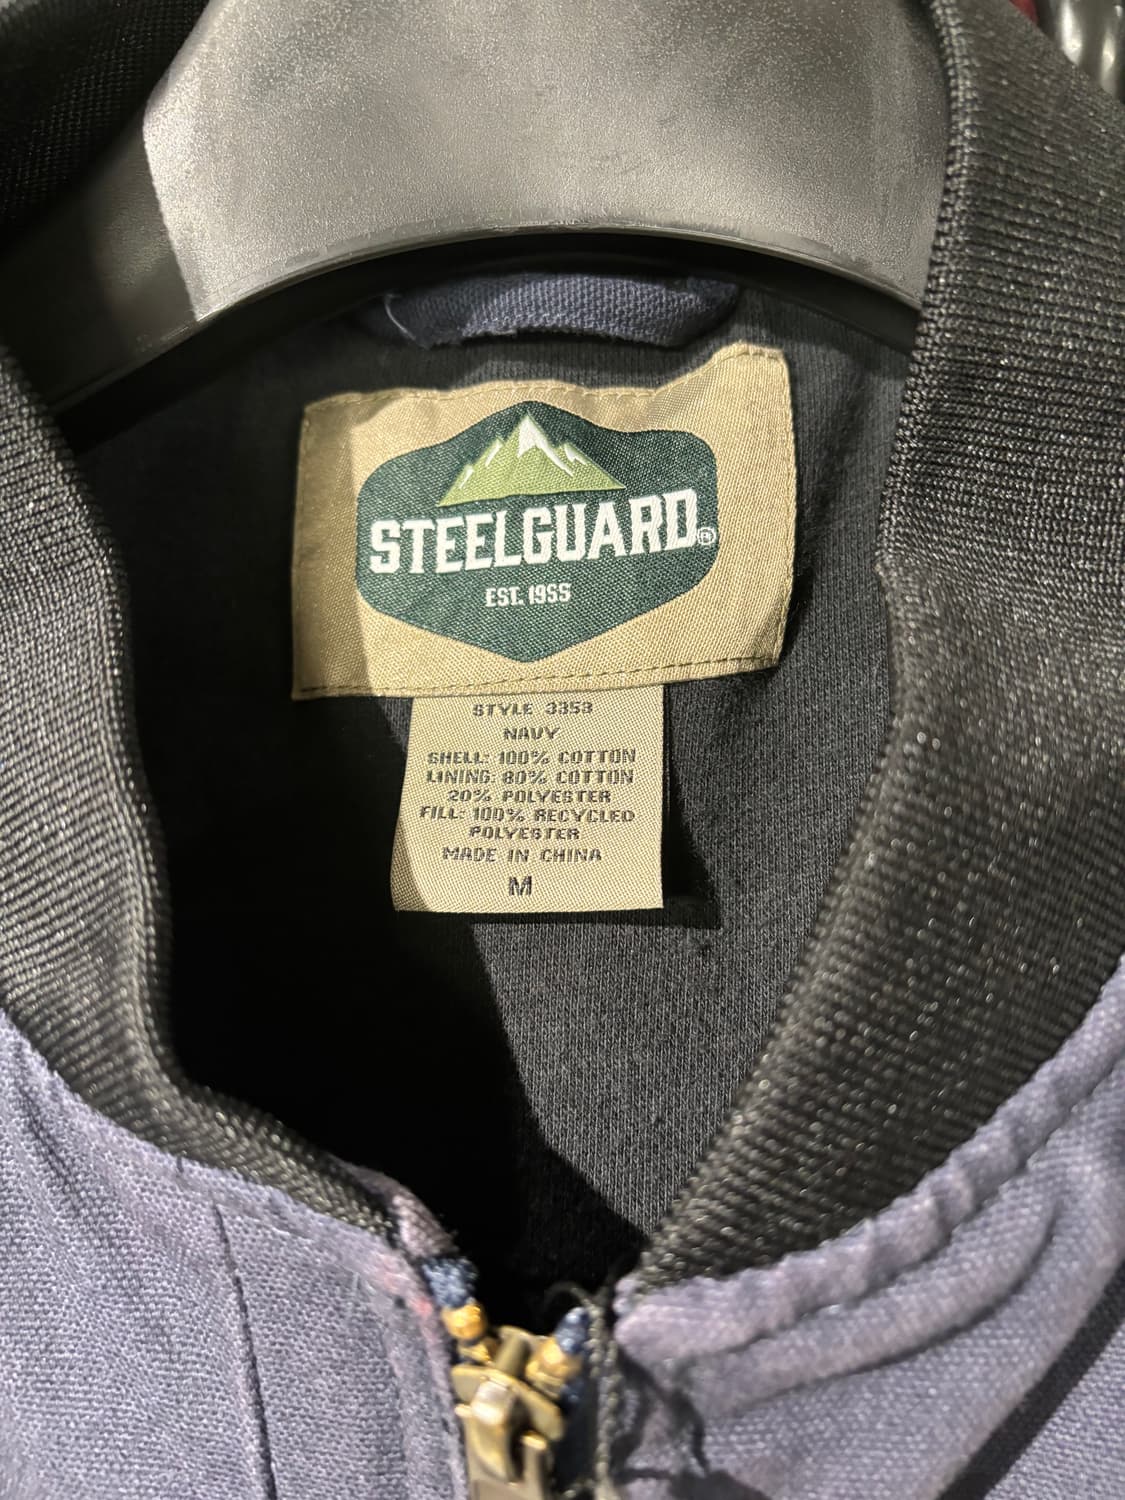 STEELGUARD®
EST. 1955
STYLE 3353
NAVY
SHELL: 100% COTTON
LINING: 80% COTTON
20% POLYESTER
FILL: 100% RECYCLED
POLYESTER
MADE IN CHINA
M